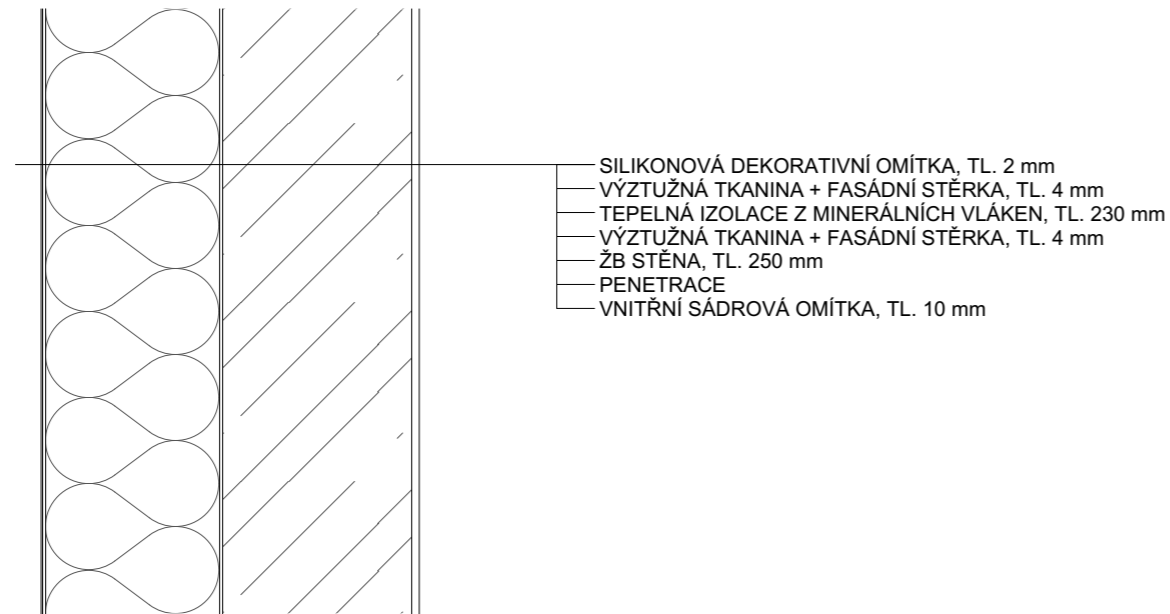 SILIKONOVÁ DEKORATIVNÍ OMÍTKA, TL. 2 mm
VÝZTUŽNÁ TKANINA + FASÁDNÍ STĚRKA, TL. 4 mm
TEPELNÁ IZOLACE Z MINERÁLNÍCH VLÁKEN, TL. 230 mm
VÝZTUŽNÁ TKANINA + FASÁDNÍ STĚRKA, TL. 4 mm
ŽB STĚNA, TL. 250 mm
PENETRACE
VNITŘNÍ SÁDROVÁ OMÍTKA, TL. 10 mm